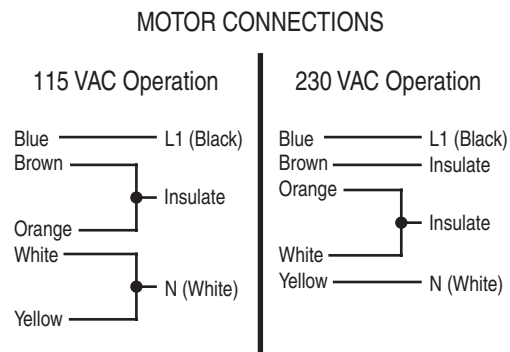 MOTOR CONNECTIONS
115 VAC Operation
Blue L1 (Black)
Brown
Insulate
Orange
White
N (White)
Yellow
230 VAC Operation
Blue L1 (Black)
Brown Insulate
Orange
Insulate
White
Yellow N (White)